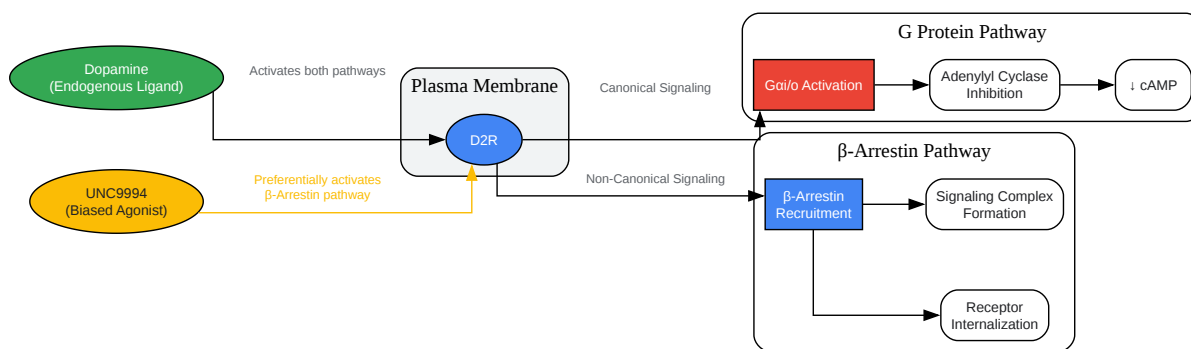 Dopamine
(Endogenous Ligand)
UNC9994
(Biased Agonist)
Activates both pathways
Preferentially activates
β-Arrestin pathway
Plasma Membrane
D2R
Canonical Signaling
Non-Canonical Signaling
G Protein Pathway
Gαi/o Activation
Adenylyl Cyclase
Inhibition
↓ cAMP
β-Arrestin Pathway
β-Arrestin
Recruitment
Signaling Complex
Formation
Receptor
Internalization